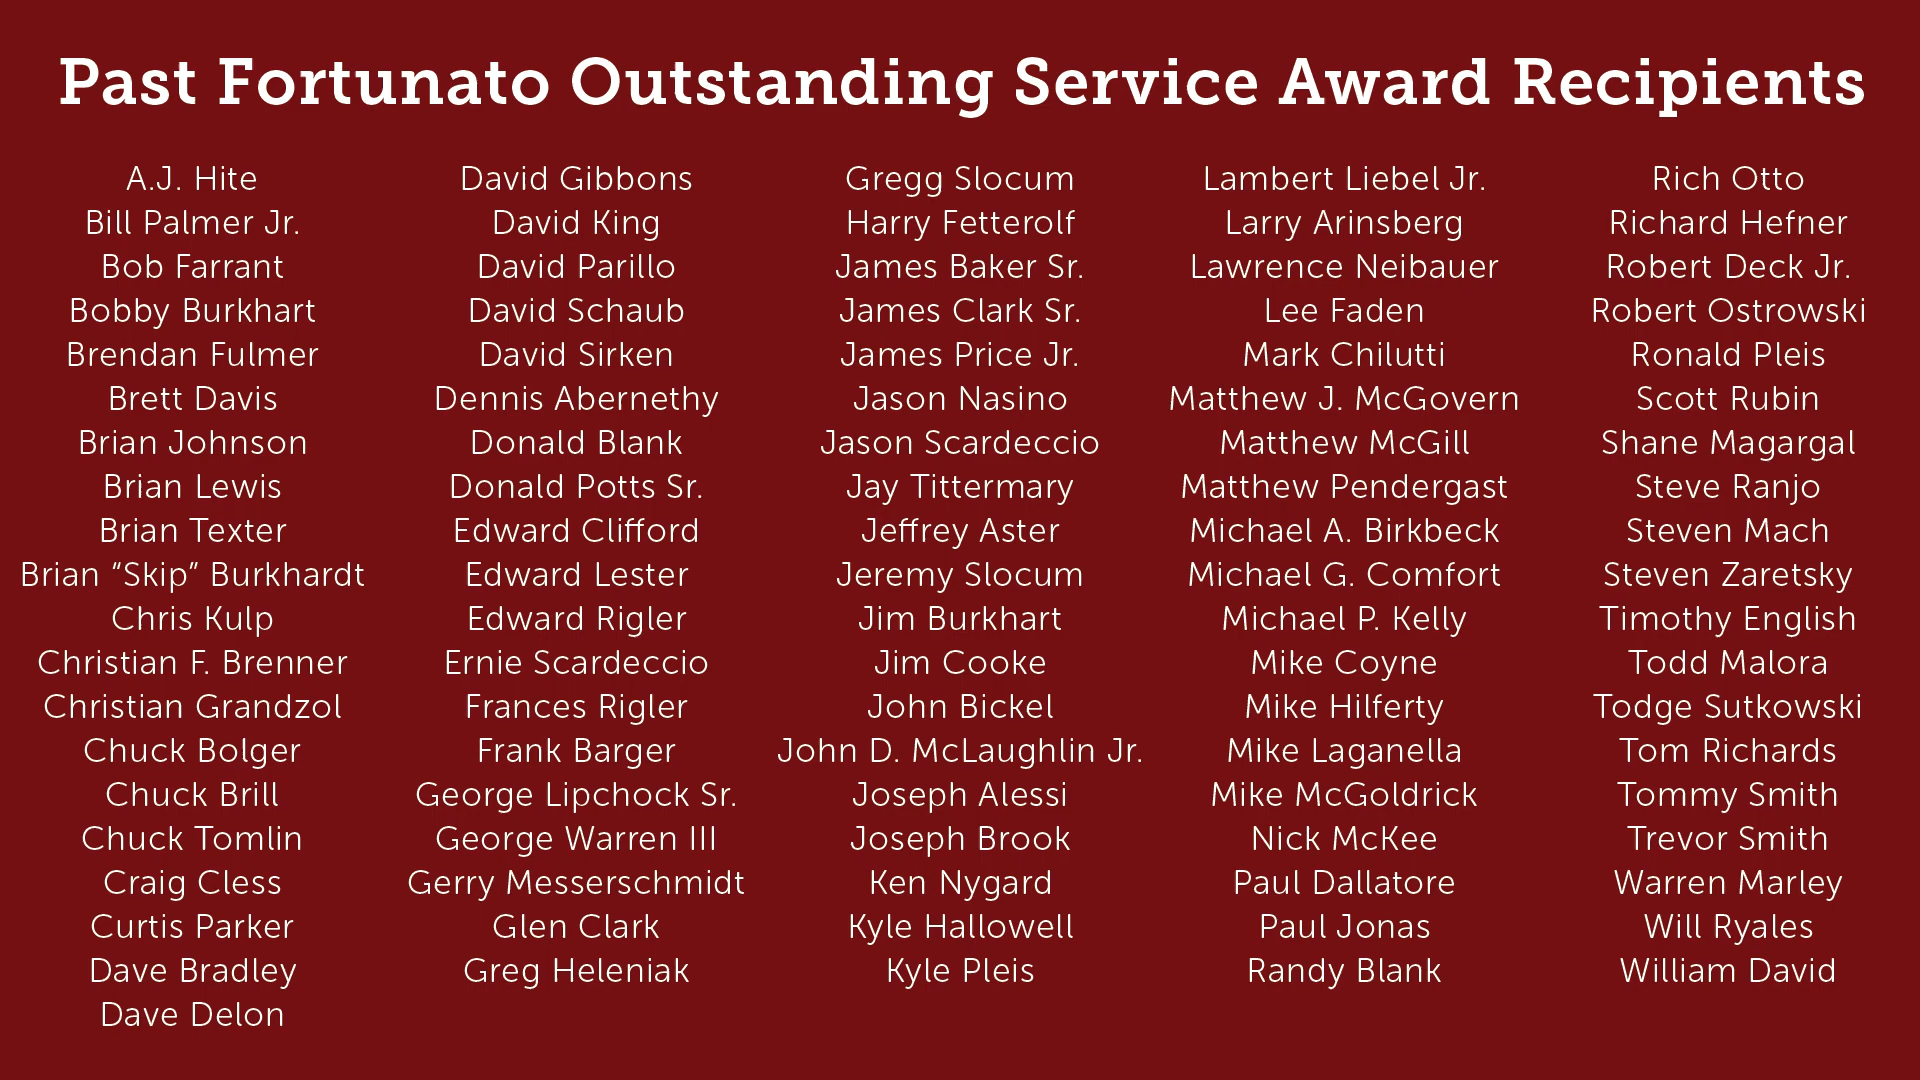 Past Fortunato Outstanding Service Award Recipients
A.J. Hite
Bill Palmer Jr.
Bob Farrant
Bobby Burkhart
Brendan Fulmer
Brett Davis
Brian Johnson
Brian Lewis
Brian Texter
Brian “Skip” Burkhardt
Chris Kulp
Christian F. Brenner
Christian Grandzol
Chuck Bolger
Chuck Brill
Chuck Tomlin
Craig Cless
Curtis Parker
Dave Bradley
Dave Delon
David Gibbons
David King
David Parillo
David Schaub
David Sirken
Dennis Abernethy
Donald Blank
Donald Potts Sr.
Edward Clifford
Edward Lester
Edward Rigler
Ernie Scardeccio
Frances Rigler
Frank Barger
George Lipchock Sr.
George Warren III
Gerry Messerschmidt
Glen Clark
Greg Heleniak
Gregg Slocum
Harry Fetterolf
James Baker Sr.
James Clark Sr.
James Price Jr.
Jason Nasino
Jason Scardeccio
Jay Tittermary
Jeffrey Aster
Jeremy Slocum
Jim Burkhart
Jim Cooke
John Bickel
John D. McLaughlin Jr.
Joseph Alessi
Joseph Brook
Ken Nygard
Kyle Hallowell
Kyle Pleis
Lambert Liebel Jr.
Larry Arinsberg
Lawrence Neibauer
Lee Faden
Mark Chilutti
Matthew J. McGovern
Matthew McGill
Matthew Pendergast
Michael A. Birkbeck
Michael G. Comfort
Michael P. Kelly
Mike Coyne
Mike Hilferty
Mike Laganella
Mike McGoldrick
Nick McKee
Paul Dallatore
Paul Jonas
Randy Blank
Rich Otto
Richard Hefner
Robert Deck Jr.
Robert Ostrowski
Ronald Pleis
Scott Rubin
Shane Magargal
Steve Ranjo
Steven Mach
Steven Zaretsky
Timothy English
Todd Malora
Todge Sutkowski
Tom Richards
Tommy Smith
Trevor Smith
Warren Marley
Will Ryales
William David